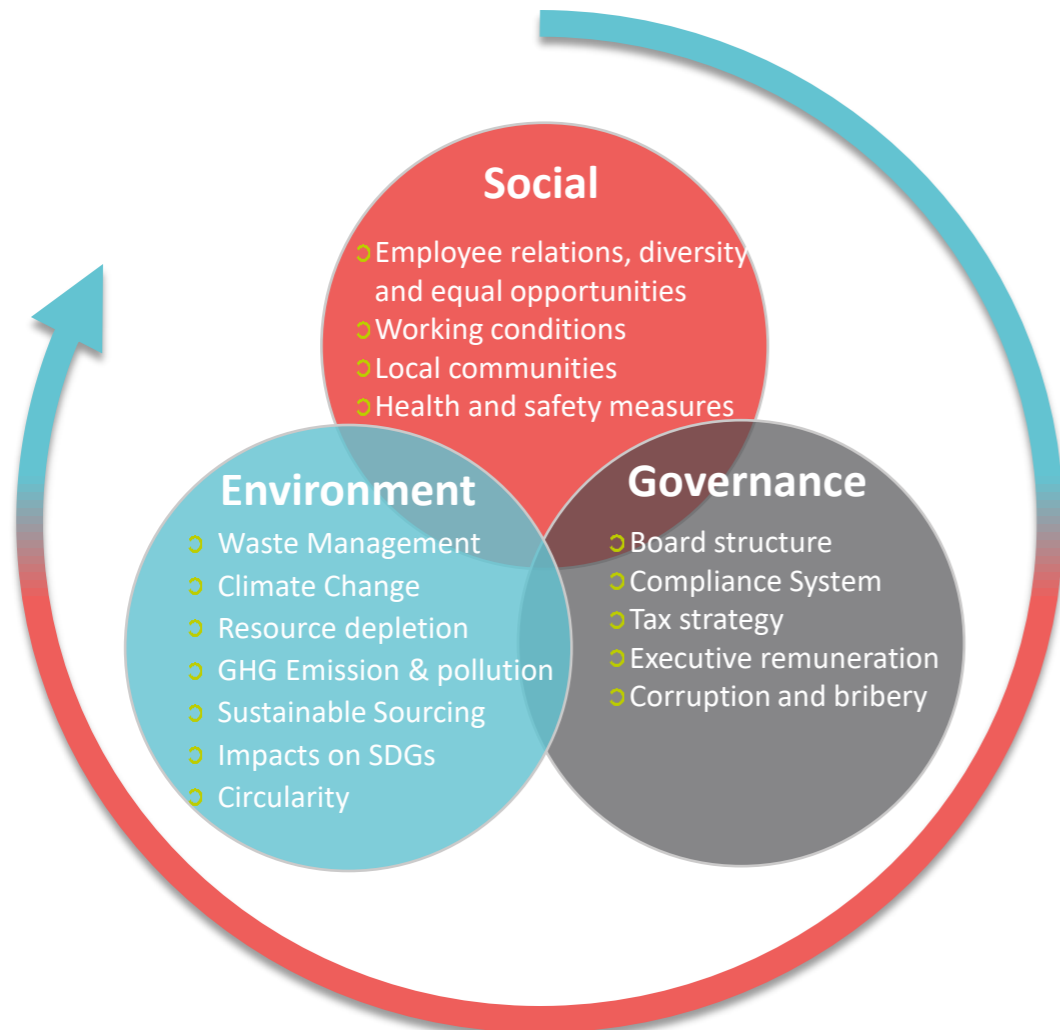 Social
Employee relations, diversity
and equal opportunities
Working conditions
Local communities
Health and safety measures
Environment
Waste Management
Climate Change
Resource depletion
GHG Emission & pollution
Sustainable Sourcing
Impacts on SDGs
Circularity
Governance
Board structure
Compliance System
Tax strategy
Executive remuneration
Corruption and bribery